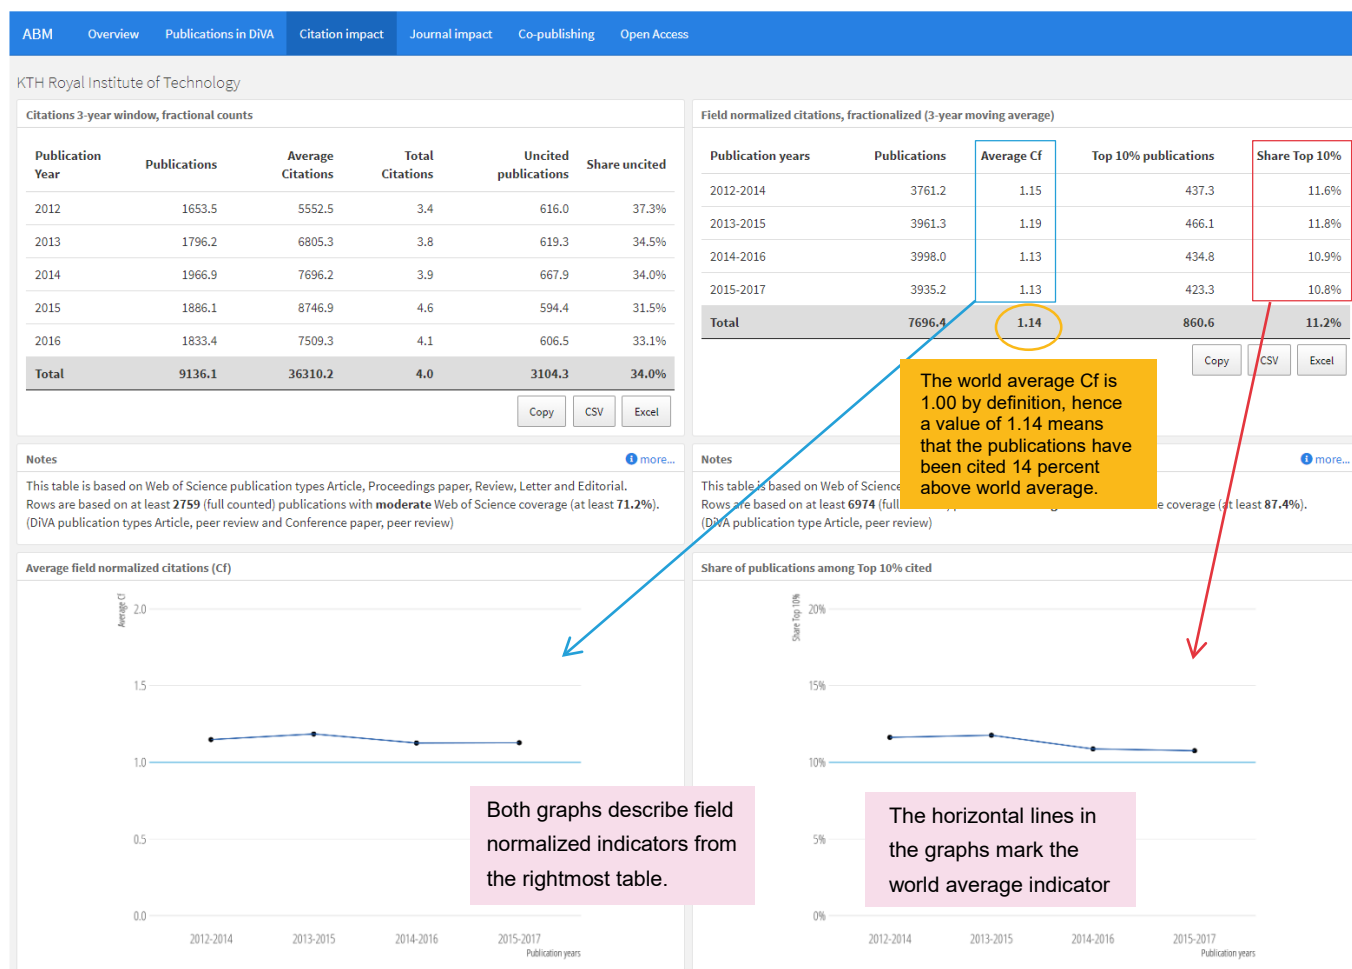 ABM Overview Publications in DiVA Citation impact Journal impact Co-publishing Open Access
KTH Royal Institute of Technology
Citations 3-year window, fractional counts
Publication Year Publications Average Citations Total Citations Uncited publications Share uncited
2012 1653.5 5552.5 3.4 616.0 37.3%
2013 1796.2 6805.3 3.8 619.3 34.5%
2014 1966.9 7696.2 3.9 667.9 34.0%
2015 1886.1 8746.9 4.6 594.4 31.5%
2016 1833.4 7509.3 4.1 606.5 33.1%
Total 9136.1 36310.2 4.0 3104.3 34.0%
Copy CSV Excel
Field normalized citations, fractionalized (3-year moving average)
Publication years Publications Average Cf Top 10% publications Share Top 10%
2012-2014 3761.2 1.15 437.3 11.6%
2013-2015 3961.3 1.19 466.1 11.8%
2014-2016 3998.0 1.13 434.8 10.9%
2015-2017 3935.2 1.13 423.3 10.8%
Total 7696.4 1.14 860.6 11.2%
Copy CSV Excel
The world average Cf is
1.00 by definition, hence
a value of 1.14 means
that the publications have
been cited 14 percent
above world average.
Notes more...
This table is based on Web of Science publication types Article, Proceedings paper, Review, Letter and Editorial.
Rows are based on at least 2759 (full counted) publications with moderate Web of Science coverage (at least 71.2%).
(DiVA publication types Article, peer review and Conference paper, peer review)
Notes more...
This table is based on Web of Science
Rows are based on at least 6974 (full e coverage (at least 87.4%).
(DiVA publication type Article, peer review)
Average field normalized citations (Cf)
Average Cf
2.0
1.5
1.0
0.5
0.0
2012-2014 2013-2015 2014-2016 2015-2017
Publication years
Both graphs describe field
normalized indicators from
the rightmost table.
Share of publications among Top 10% cited
Share Top 10%
20%
15%
10%
5%
0%
2012-2014 2013-2015 2014-2016 2015-2017
Publication years
The horizontal lines in
the graphs mark the
world average indicator